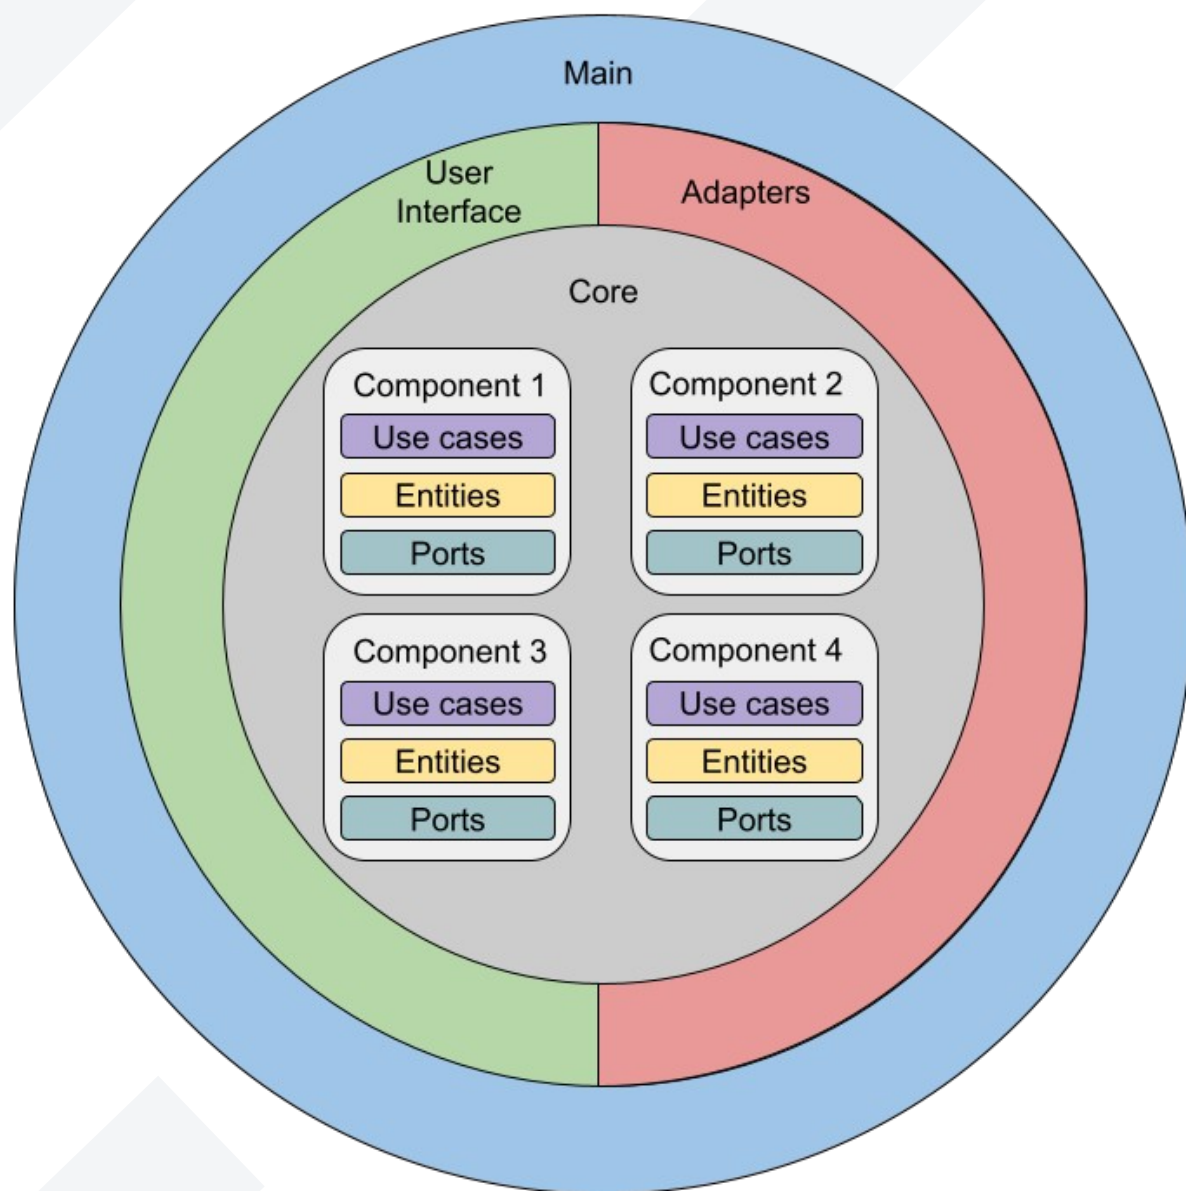 Main
User
Interface
Adapters
Core
Component 1
Use cases
Entities
Ports
Component 2
Use cases
Entities
Ports
Component 3
Use cases
Entities
Ports
Component 4
Use cases
Entities
Ports